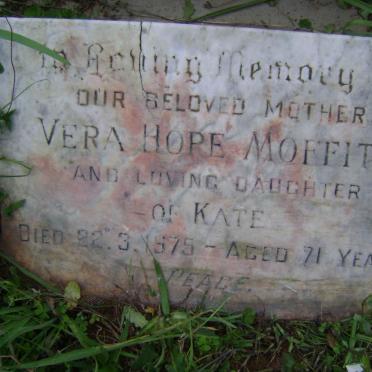 In Loving Memory
OUR BELOVED MOTHER
VERA HOPE MOFFIT
AND LOVING DAUGHTER
– OF KATE
DIED 22.3.1975 – AGED 71 YEA
PEACE.